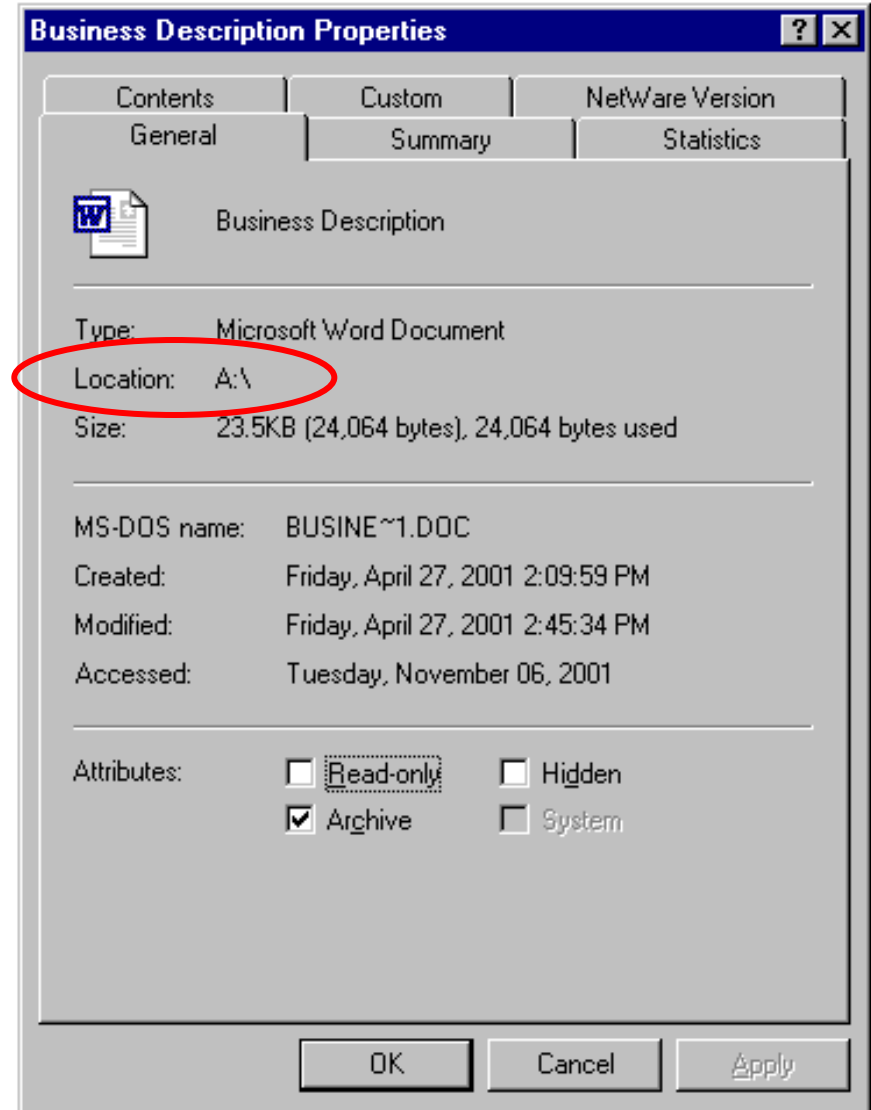 Business Description Properties
Contents Custom NetWare Version
General Summary Statistics
Business Description
Type: Microsoft Word Document
Location: A:\
Size: 23.5KB (24,064 bytes), 24,064 bytes used
MS-DOS name: BUSINE~1.DOC
Created: Friday, April 27, 2001 2:09:59 PM
Modified: Friday, April 27, 2001 2:45:34 PM
Accessed: Tuesday, November 06, 2001
Attributes: Read-only Hidden
Archive System
OK Cancel Apply